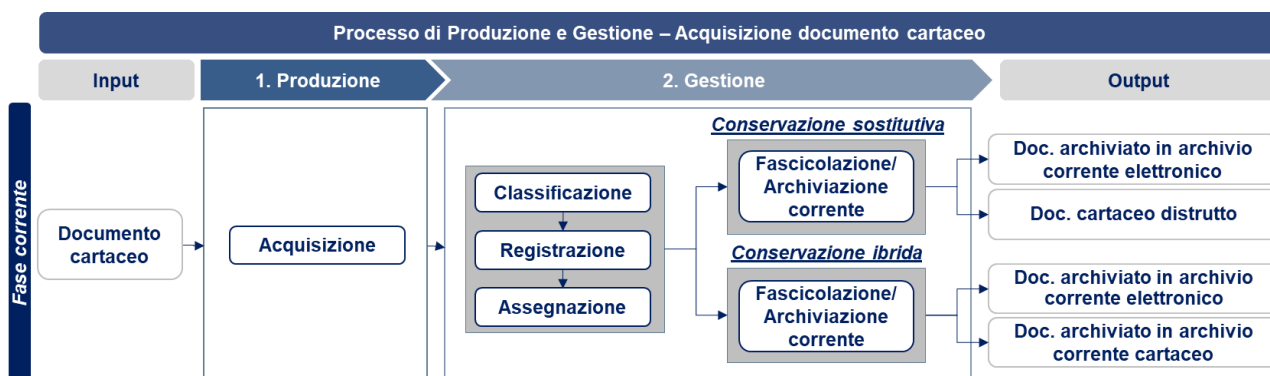 Processo di Produzione e Gestione – Acquisizione documento cartaceo
Input
1. Produzione
2. Gestione
Output
Fase corrente
Documento
cartaceo
Acquisizione
Classificazione
Registrazione
Assegnazione
Conservazione sostitutiva
Fascicolazione/
Archiviazione
corrente
Conservazione ibrida
Fascicolazione/
Archiviazione
corrente
Doc. archiviato in archivio
corrente elettronico
Doc. cartaceo distrutto
Doc. archiviato in archivio
corrente elettronico
Doc. archiviato in archivio
corrente cartaceo